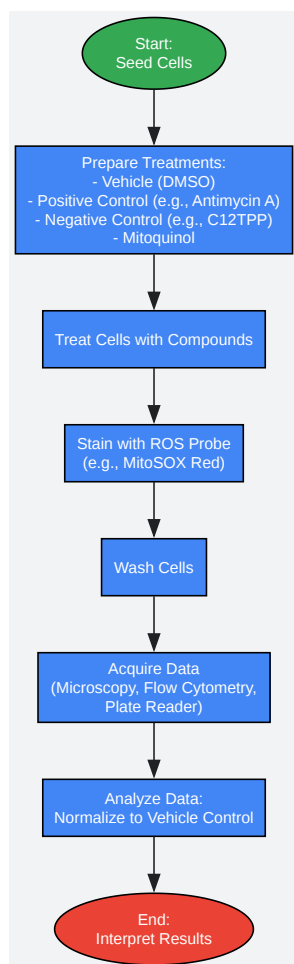 Start:
Seed Cells
Prepare Treatments:
- Vehicle (DMSO)
- Positive Control (e.g., Antimycin A)
- Negative Control (e.g., C12TPP)
- Mitoquinol
Treat Cells with Compounds
Stain with ROS Probe
(e.g., MitoSOX Red)
Wash Cells
Acquire Data
(Microscopy, Flow Cytometry,
Plate Reader)
Analyze Data:
Normalize to Vehicle Control
End:
Interpret Results